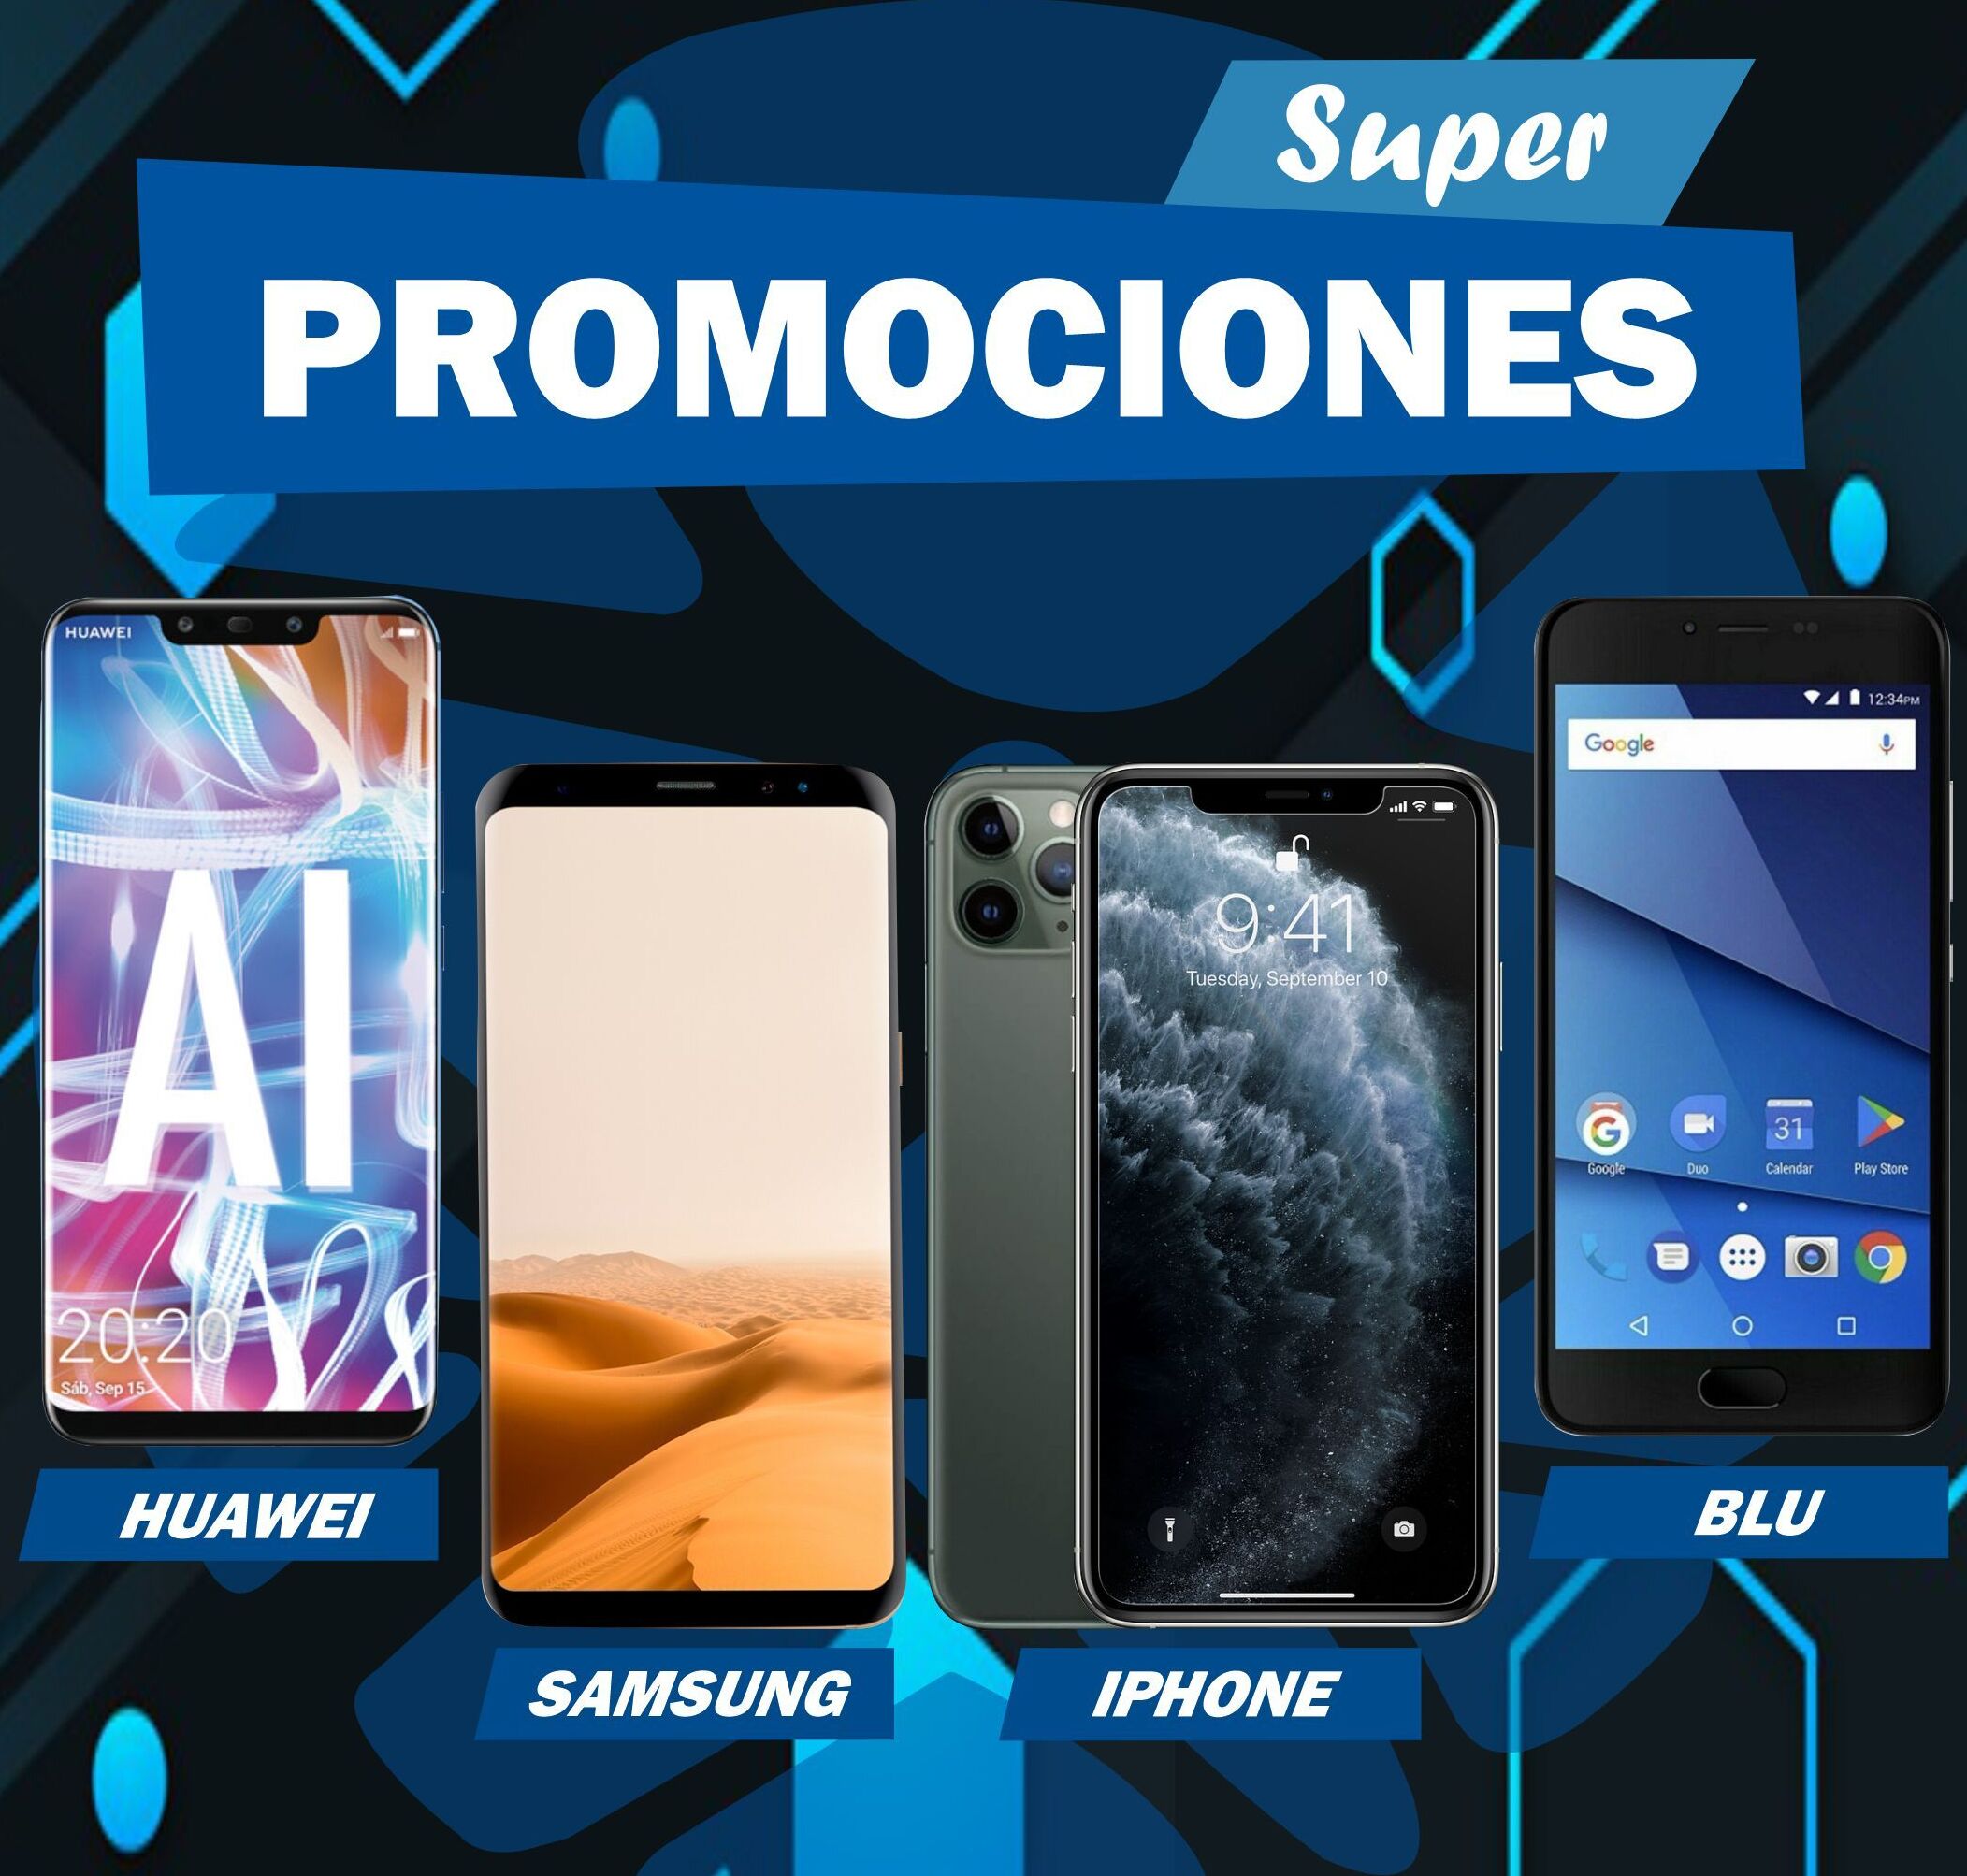 Super
PROMOCIONES
HUAWEI
AI
20:20
Sáb, Sep 15
HUAWEI
SAMSUNG
9:41
Tuesday, September 10
IPHONE
12:34PM
Google
31
Google Duo Calendar Play Store
BLU